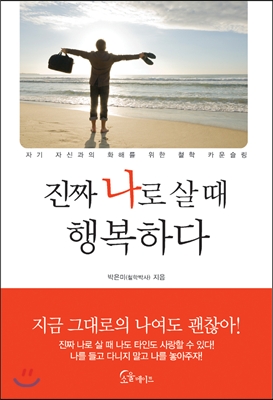 자기 자신과의 화해를 위한 철학 카운슬링
진짜 나로 살 때
행복하다
박은미(철학박사) 지음
지금 그대로의 나여도 괜찮아!
진짜 나로 살 때 나도 타인도 사랑할 수 있다!
나를 들고 다니지 말고 나를 놓아주자!
소울메이트